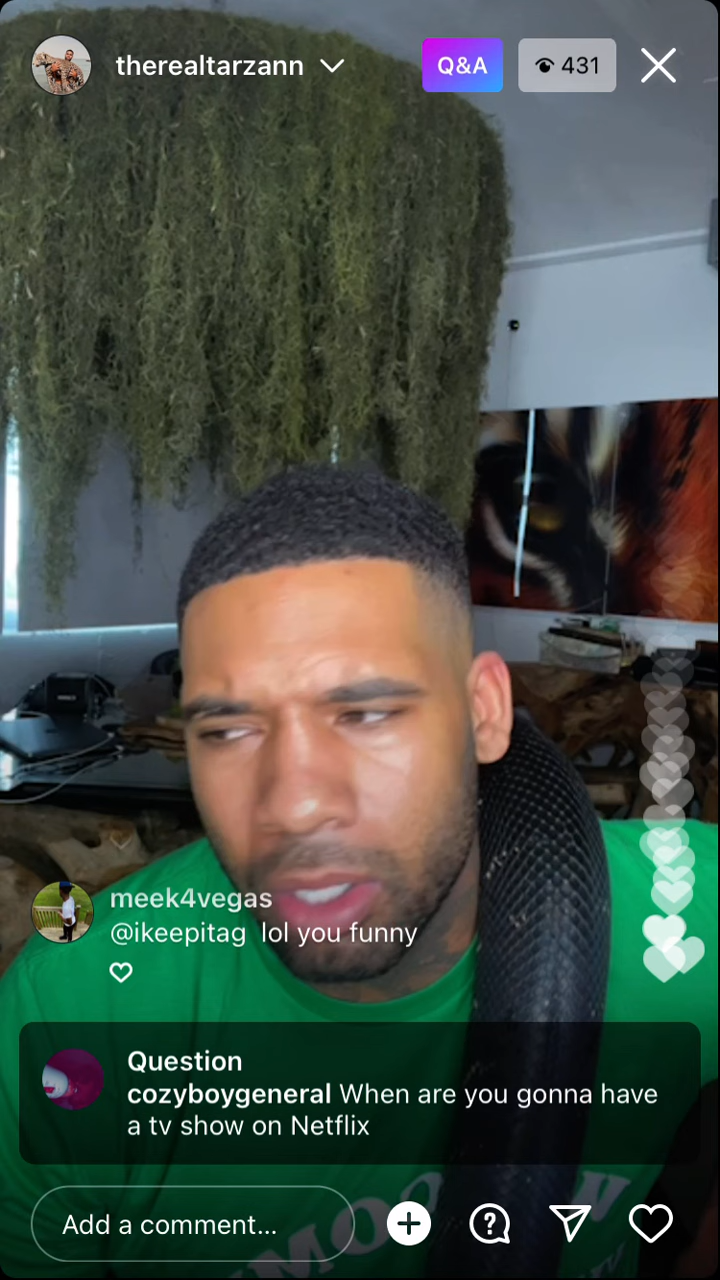 therealtarzann
Q&A
431
meek4vegas
@ikeepitag lol you funny
Question
cozyboygeneral When are you gonna have
a tv show on Netflix
Add a comment...